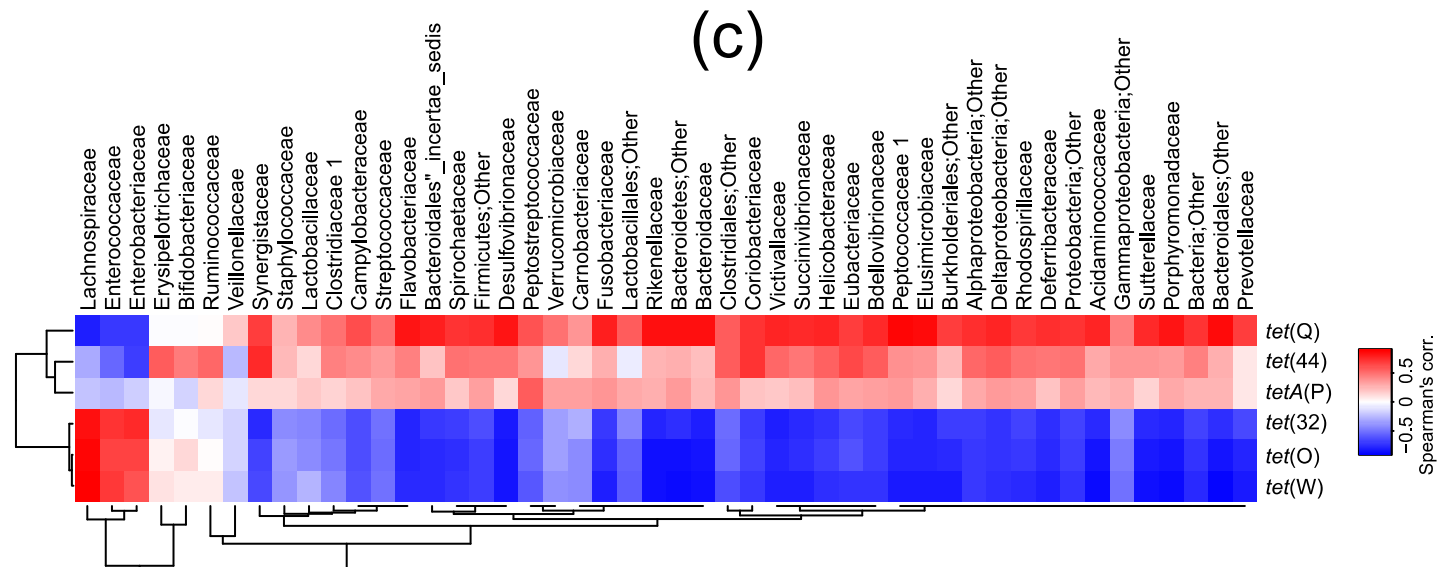 (c)
Lachnospiraceae
Enterococcaceae
Enterobacteriaceae
Erysipelotrichaceae
Bifidobacteriaceae
Ruminococcaceae
Veillonellaceae
Synergistaceae
Staphylococcaceae
Lactobacillaceae
Clostridiaceae 1
Campylobacteraceae
Streptococcaceae
Flavobacteriaceae
Bacteroidales"_incertae_sedis
Spirochaetaceae
Firmicutes;Other
Desulfovibrionaceae
Peptostreptococcaceae
Verrucomicrobiaceae
Carnobacteriaceae
Fusobacteriaceae
Lactobacillales;Other
Rikenellaceae
Bacteroidetes;Other
Bacteroidaceae
Clostridiales;Other
Coriobacteriaceae
Victivallaceae
Succinivibrionaceae
Helicobacteraceae
Eubacteriaceae
Bdellovibrionaceae
Peptococcaceae 1
Elusimicrobiaceae
Burkholderiales;Other
Alphaproteobacteria;Other
Deltaproteobacteria;Other
Rhodospirillaceae
Deferribacteraceae
Proteobacteria;Other
Acidaminococcaceae
Gammaproteobacteria;Other
Sutterellaceae
Porphyromonadaceae
Bacteria;Other
Bacteroidales;Other
Prevotellaceae
tet(Q)
tet(44)
tetA(P)
tet(32)
tet(O)
tet(W)
0.5
0
−0.5
Spearman's corr.